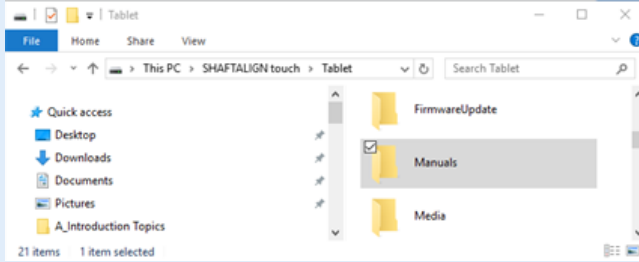 Tablet
File Home Share View
This PC > SHAFTALIGN touch > Tablet Search Tablet
Quick access
Desktop
Downloads
Documents
Pictures
A_Introduction Topics
FirmwareUpdate
Manuals
Media
21 items 1 item selected